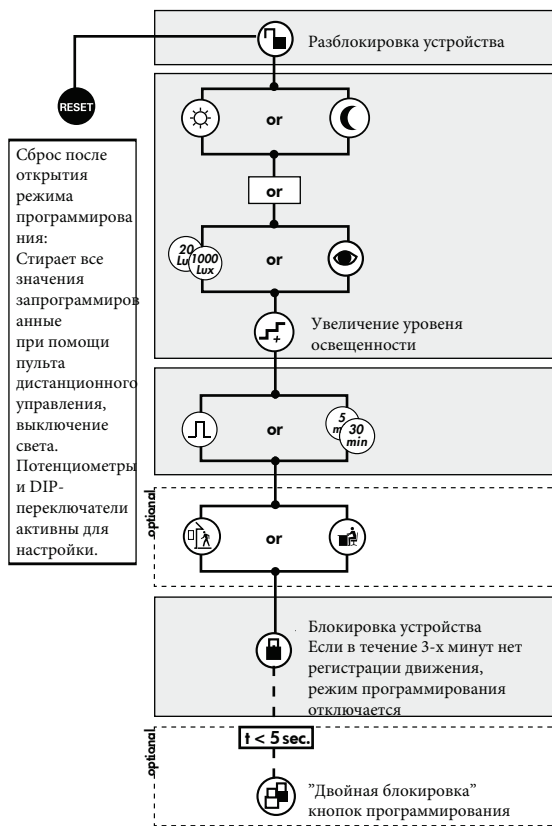 Разблокировка устройства
RESET
or
Сброс после
открытия
режима
программирова
ния:
Стирает все
значения
запрограммиров
анные
при помощи
пульта
дистанционного
управления,
выключение
света.
Потенциометры
и DIP-
переключатели
активны для
настройки.
or
20
Lu
1000
Lux
or
Увеличение уровеня
освещенности
or
5
m
30
min
optional
or
Блокировка устройства
Если в течение 3-х минут нет
регистрации движения,
режим программирования
отключается
t < 5 sec.
optional
"Двойная блокировка"
кнопок программирования